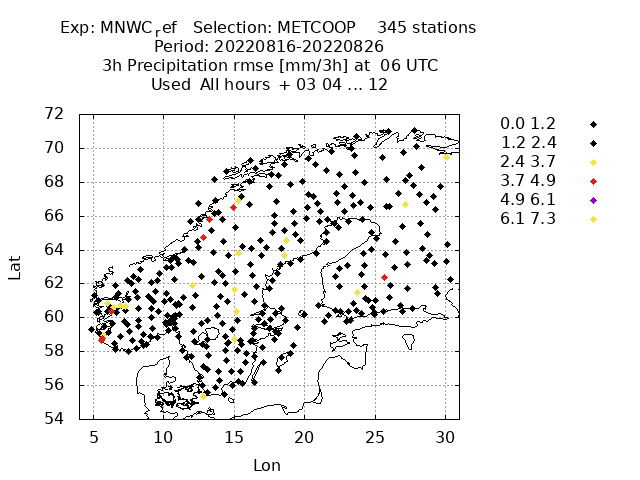 Exp: MNWCref   Selection: METCOOP    345 stations
Period: 20220816-20220826
3h Precipitation rmse [mm/3h] at  06 UTC
Used  All hours  + 03 04 ... 12
72
70
68
66
64
62
60
58
56
54
5 10 15 20 25 30
Lat
Lon
0.0 1.2
1.2 2.4
2.4 3.7
3.7 4.9
4.9 6.1
6.1 7.3